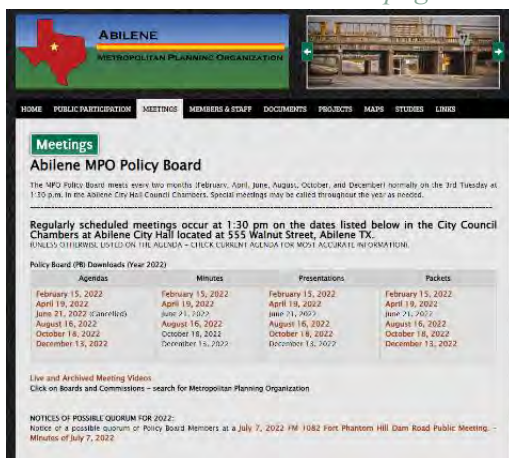 page
ABILENE
METROPOLITAN PLANNING ORGANIZATION
HOME PUBLIC PARTICIPATION MEETINGS MEMBERS & STAFF DOCUMENTS PROJECTS MAPS STUDIES LINKS
Meetings
Abilene MPO Policy Board
The MPO Policy Board meets every two months (February, April, June, August, October, and December) normally on the 3rd Tuesday at
1:30 p.m. in the Abilene City Hall Council Chambers. Special meetings may be called throughout the year as needed.
Regularly scheduled meetings occur at 1:30 pm on the dates listed below in the City Council
Chambers at Abilene City Hall located at 555 Walnut Street, Abilene TX.
(UNLESS OTHERWISE LISTED ON THE AGENDA - CHECK CURRENT AGENDA FOR MOST ACCURATE INFORMATION).
Policy Board (PB) Downloads (Year 2022)
Agendas Minutes Presentations Packets
February 15, 2022 February 15, 2022 February 15, 2022 February 15, 2022
April 19, 2022 April 19, 2022 April 19, 2022 April 19, 2022
June 21, 2022 (Cancelled) June 21, 2022 June 21, 2022 June 21, 2022
August 16, 2022 August 16, 2022 August 16, 2022 August 16, 2022
October 18, 2022 October 18, 2022 October 18, 2022 October 18, 2022
December 13, 2022 December 13, 2022 December 13, 2022 December 13, 2022
Live and Archived Meeting Videos
Click on Boards and Commissions - search for Metropolitan Planning Organization
NOTICES OF POSSIBLE QUORUM FOR 2022:
Notice of a possible quorum of Policy Board Members at a July 7, 2022 FM 1082 Fort Phantom Hill Dam Road Public Meeting. -
Minutes of July 7, 2022